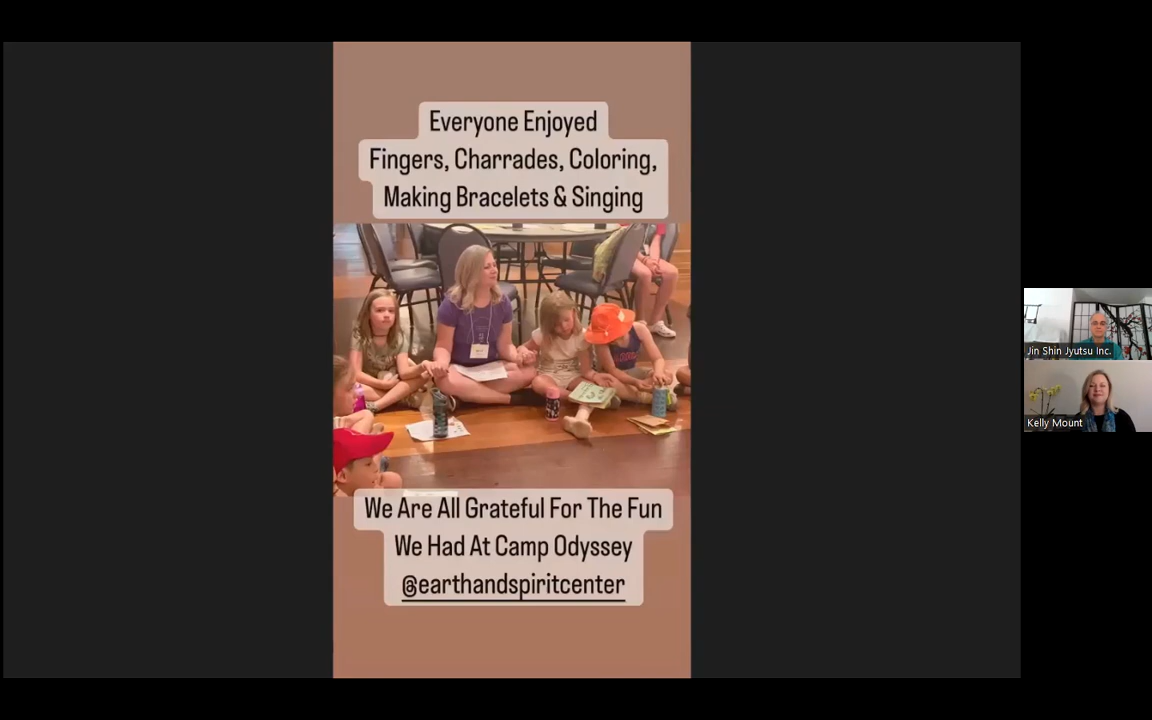 Everyone Enjoyed
Fingers, Charrades, Coloring,
Making Bracelets & Singing
We Are All Grateful For The Fun
We Had At Camp Odyssey
@earthandspiritcenter
Jin Shin Jyutsu Inc.
Kelly Mount